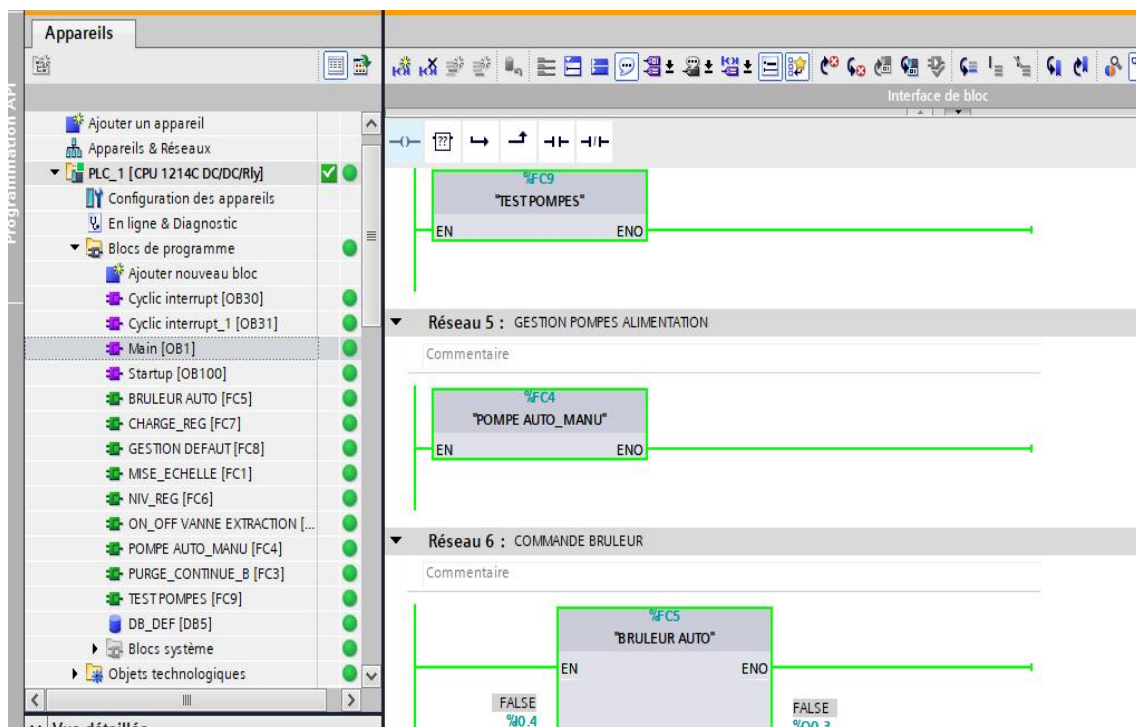 Appareils
Programmation API
Ajouter un appareil
Appareils & Réseaux
PLC_1 [CPU 1214C DC/DC/Rly]
Configuration des appareils
En ligne & Diagnostic
Blocs de programme
Ajouter nouveau bloc
Cyclic interrupt [OB30]
Cyclic interrupt_1 [OB31]
Main [OB1]
Startup [OB100]
BRULEUR AUTO [FC5]
CHARGE_REG [FC7]
GESTION DEFAUT [FC8]
MISE_ECHELLE [FC1]
NIV_REG [FC6]
ON_OFF VANNE EXTRACTION [...
POMPE AUTO_MANU [FC4]
PURGE_CONTINUE_B [FC3]
TEST POMPES [FC9]
DB_DEF [DB5]
Blocs système
Objets technologiques
Vue détaillée
Interface de bloc
??
%FC9
"TEST POMPES"
EN ENO
Réseau 5 : GESTION POMPES ALIMENTATION
Commentaire
%FC4
"POMPE AUTO_MANU"
EN ENO
Réseau 6 : COMMANDE BRULEUR
Commentaire
%FC5
"BRULEUR AUTO"
EN ENO
FALSE FALSE
%I0.4 %Q0.3